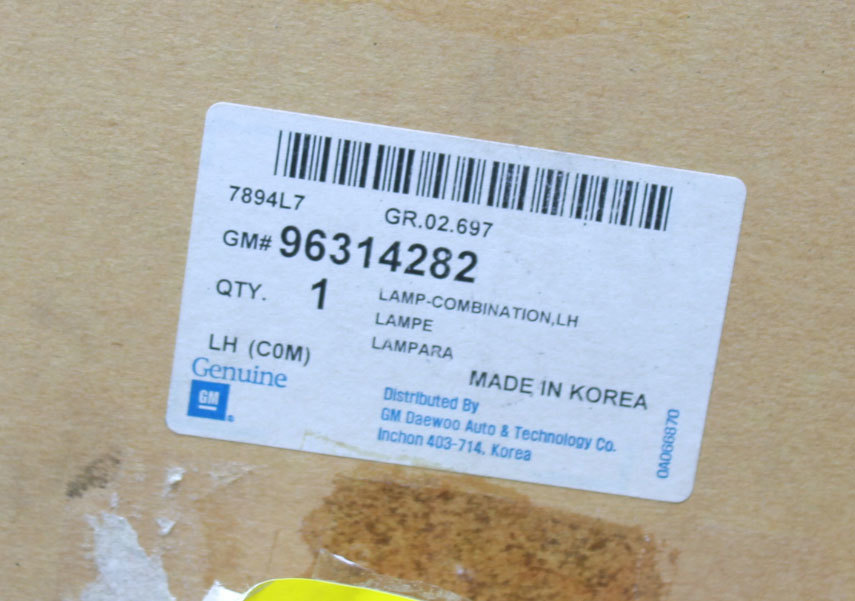 7894L7
GR.02.697
GM# 96314282
QTY. 1
LAMP-COMBINATION,LH
LAMPE
LAMPARA
LH (C0M)
MADE IN KOREA
Genuine
GM
Distributed By
GM Daewoo Auto & Technology Co.
Inchon 403-714, Korea
0A066870